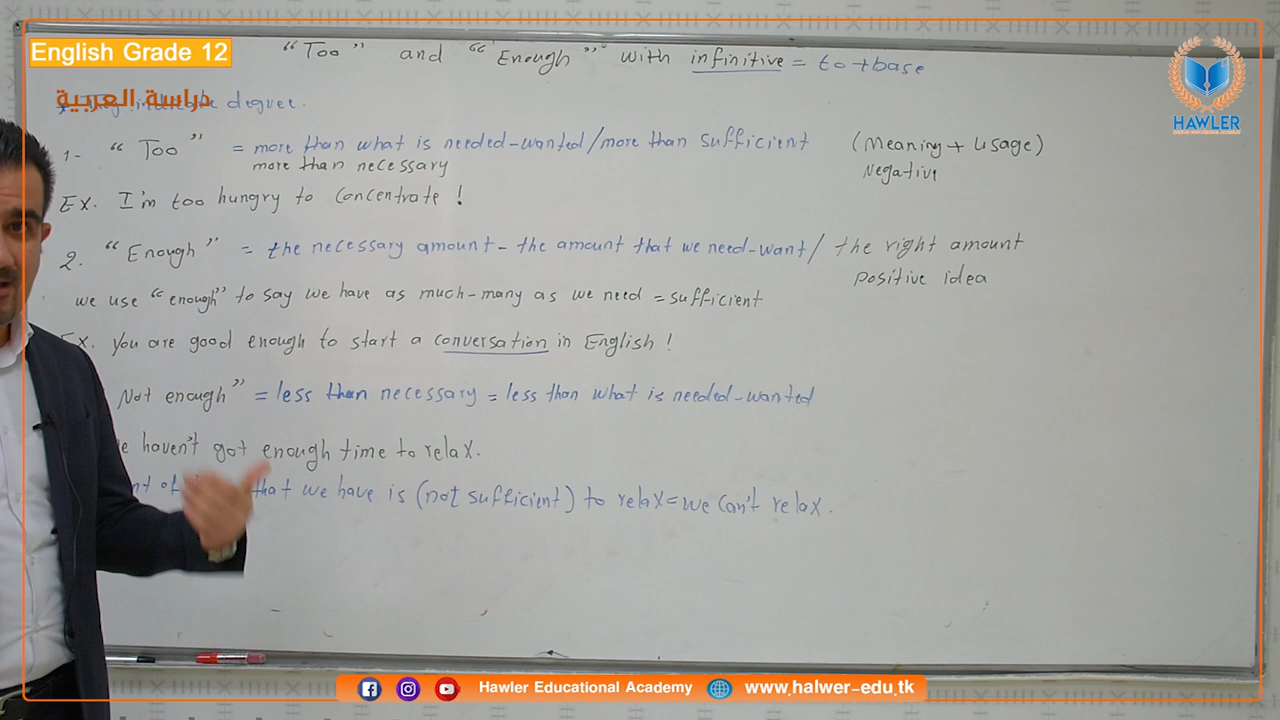 English Grade 12
"Too" and "Enough" with infinitive = to + base
دراسة العربية
degree.
1- "Too" = more than what is needed-wanted/more than sufficient (Meaning + Usage)
more than necessary Negative
Ex. I'm too hungry to concentrate !
2. "Enough" = the necessary amount - the amount that we need-want/ the right amount
positive idea
we use "enough" to say we have as much-many as we need = sufficient
Ex. You are good enough to start a conversation in English !
Not enough" = less than necessary = less than what is needed-wanted
haven't got enough time to relax.
that we have is (not sufficient) to relax = we can't relax.
HAWLER
Hawler Educational Academy www.halwer-edu.tk